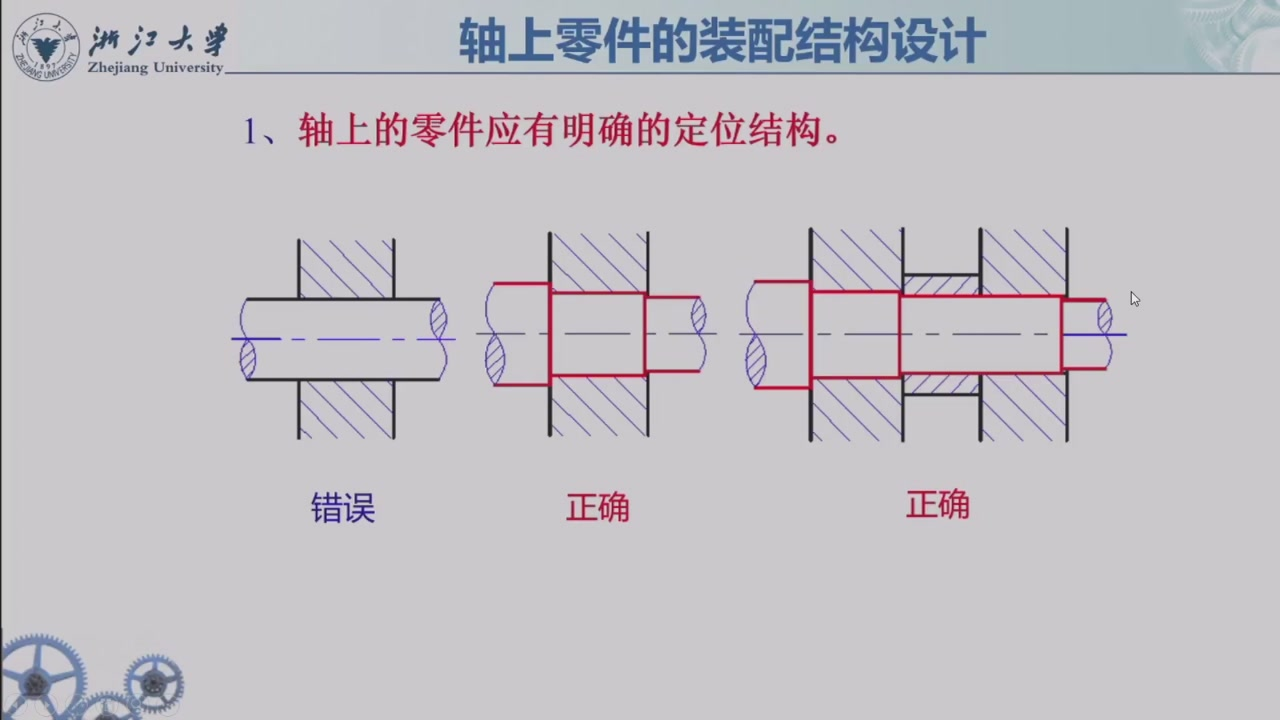 浙江大学
Zhejiang University
轴上零件的装配结构设计
1、轴上的零件应有明确的定位结构。
错误
正确
正确